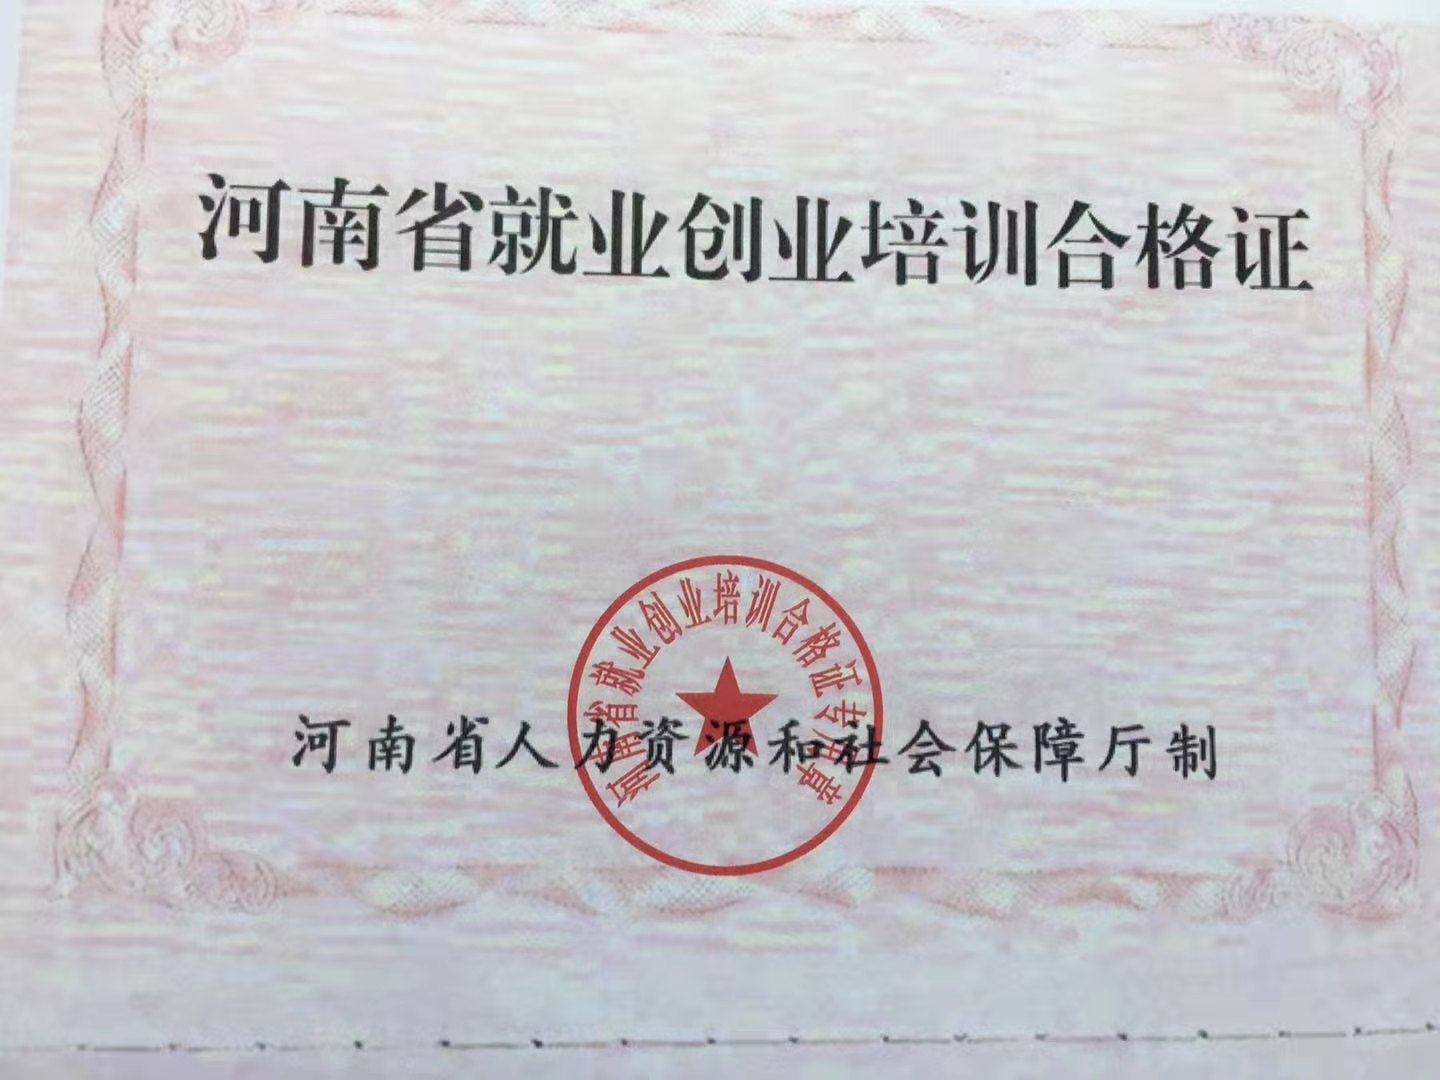 河南省就业创业培训合格证
河南省就业创业培训合格证专用章
河南省人力资源和社会保障厅制